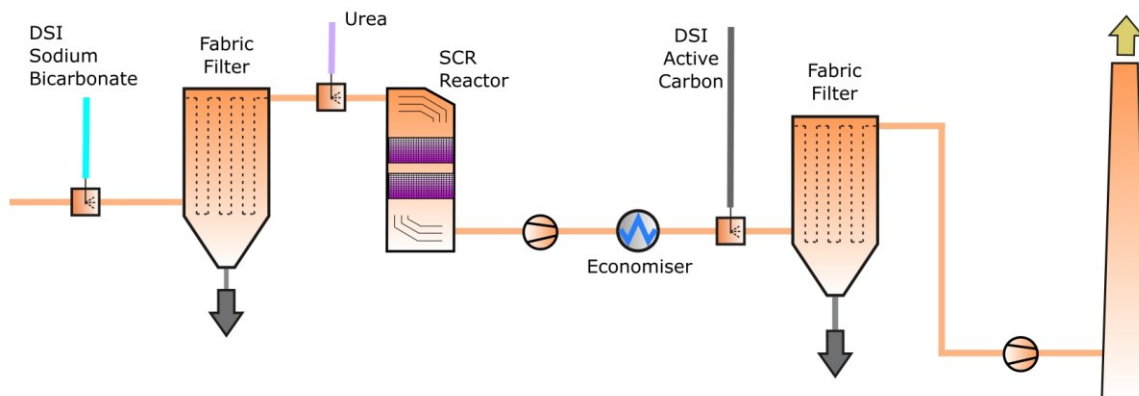 DSI
Sodium
Bicarbonate
Fabric
Filter
Urea
SCR
Reactor
Economiser
DSI
Active
Carbon
Fabric
Filter